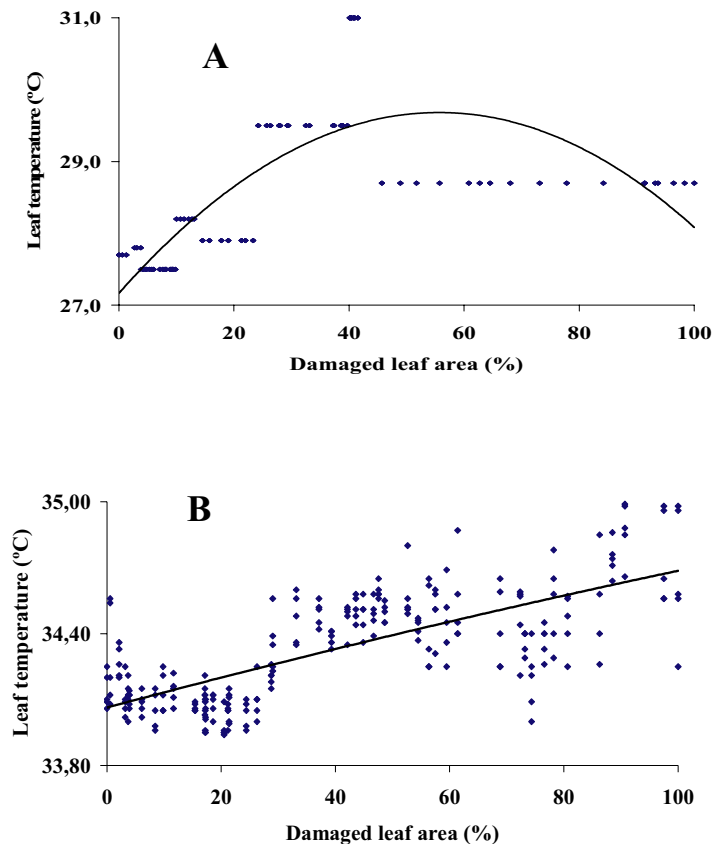 31,0
A
Leaf temperature (ºC)
29,0
27,0
0 20 40 60 80 100
Damaged leaf area (%)
35,00
B
Leaf temperature (ºC)
34,40
33,80
0 20 40 60 80 100
Damaged leaf area (%)